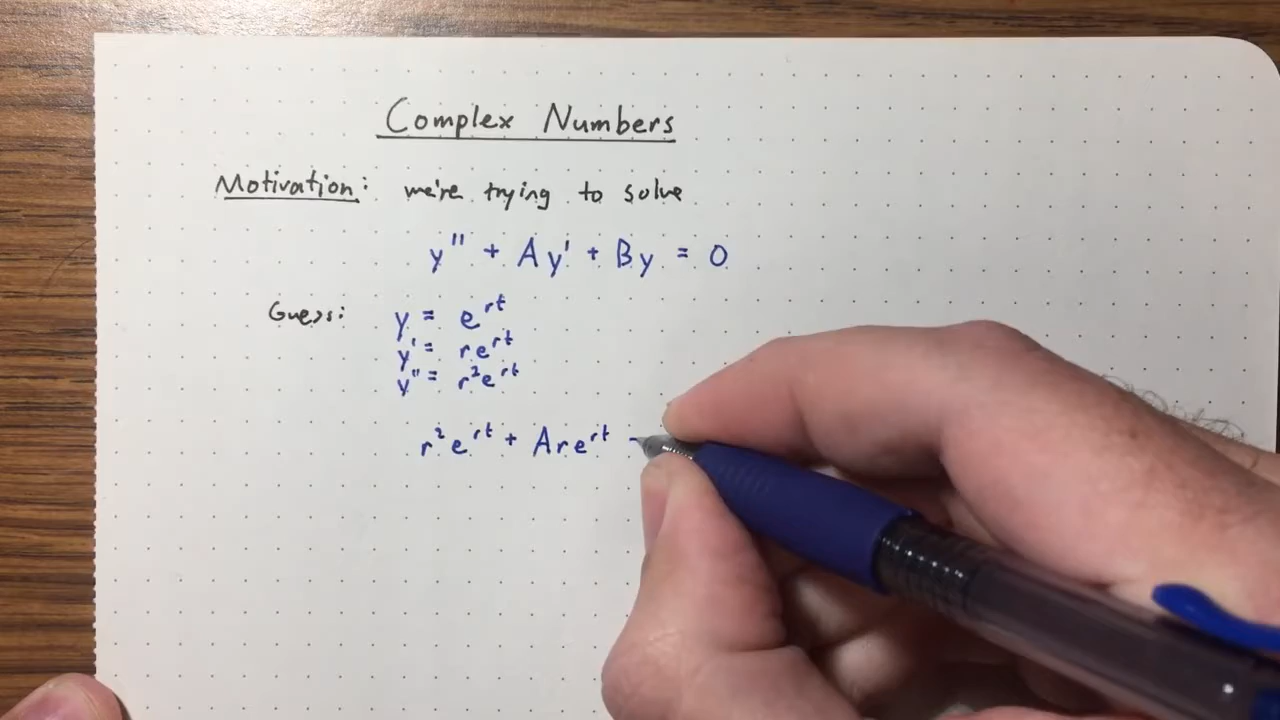 Complex Numbers
Motivation: we're trying to solve
y'' + Ay' + By = 0
Guess: y = e^{rt}
y' = re^{rt}
y'' = r²e^{rt}
r²e^{rt} + Are^{rt}